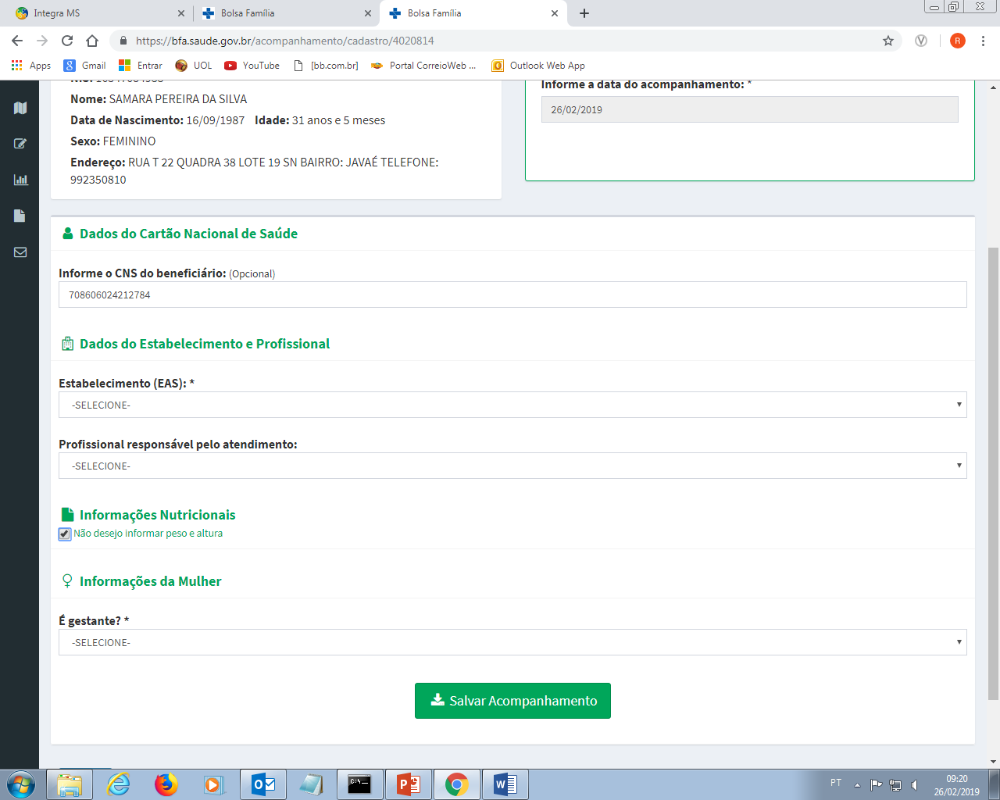 Integra MS
Bolsa Família
Bolsa Família
https://bfa.saude.gov.br/acompanhamento/cadastro/4020814
V
R
Apps
Gmail
Entrar
UOL
YouTube
[bb.com.br]
Portal CorreioWeb ...
Outlook Web App
Nome: SAMARA PEREIRA DA SILVA
Data de Nascimento: 16/09/1987 Idade: 31 anos e 5 meses
Sexo: FEMININO
Endereço: RUA T 22 QUADRA 38 LOTE 19 SN BAIRRO: JAVAÉ TELEFONE:
992350810
Informe a data do acompanhamento: *
26/02/2019
Dados do Cartão Nacional de Saúde
Informe o CNS do beneficiário: (Opcional)
708606024212784
Dados do Estabelecimento e Profissional
Estabelecimento (EAS): *
-SELECIONE-
Profissional responsável pelo atendimento:
-SELECIONE-
Informações Nutricionais
Não desejo informar peso e altura
Informações da Mulher
É gestante? *
-SELECIONE-
Salvar Acompanhamento
PT
09:20
26/02/2019